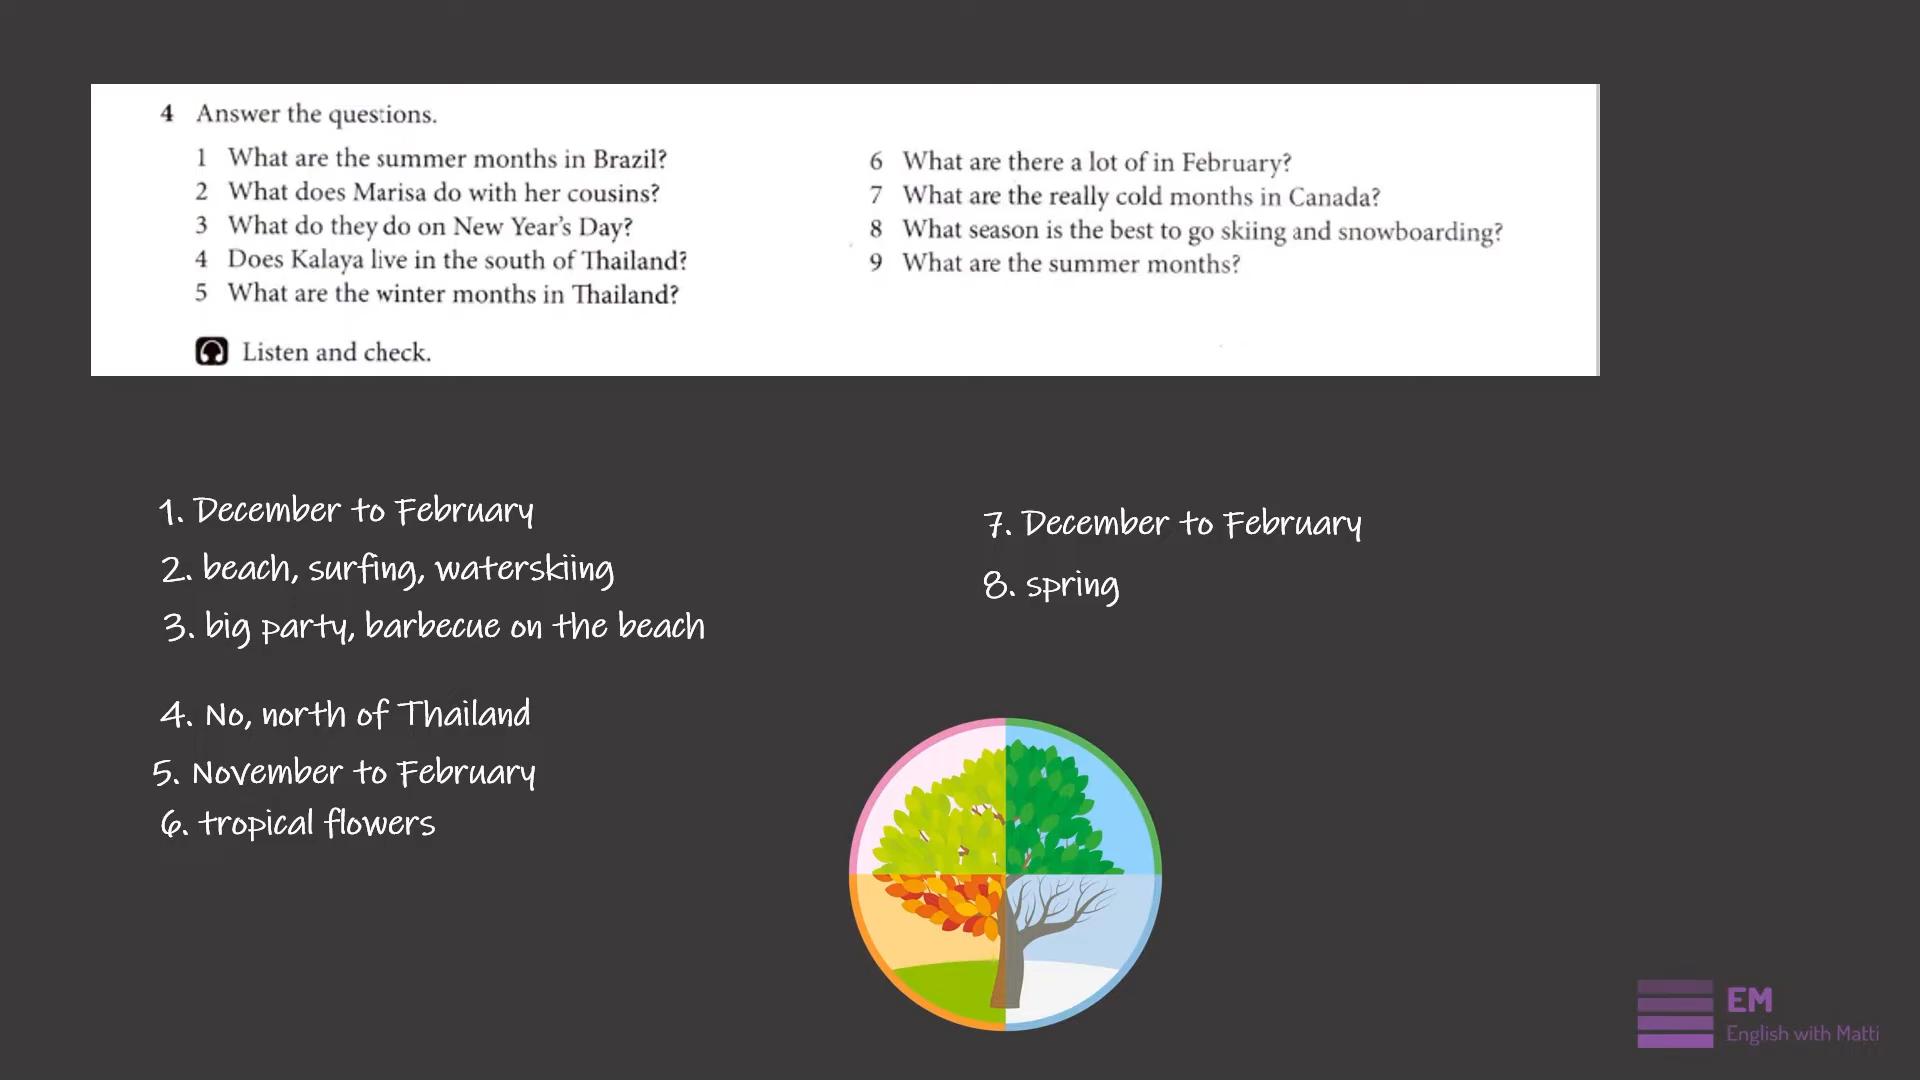 4 Answer the questions.
1 What are the summer months in Brazil?
2 What does Marisa do with her cousins?
3 What do they do on New Year's Day?
4 Does Kalaya live in the south of Thailand?
5 What are the winter months in Thailand?
Listen and check.
6 What are there a lot of in February?
7 What are the really cold months in Canada?
8 What season is the best to go skiing and snowboarding?
9 What are the summer months?
1. December to February
2. beach, surfing, waterskiing
3. big party, barbecue on the beach
4. No, north of Thailand
5. November to February
6. tropical flowers
7. December to February
8. spring
EM
English with Matti